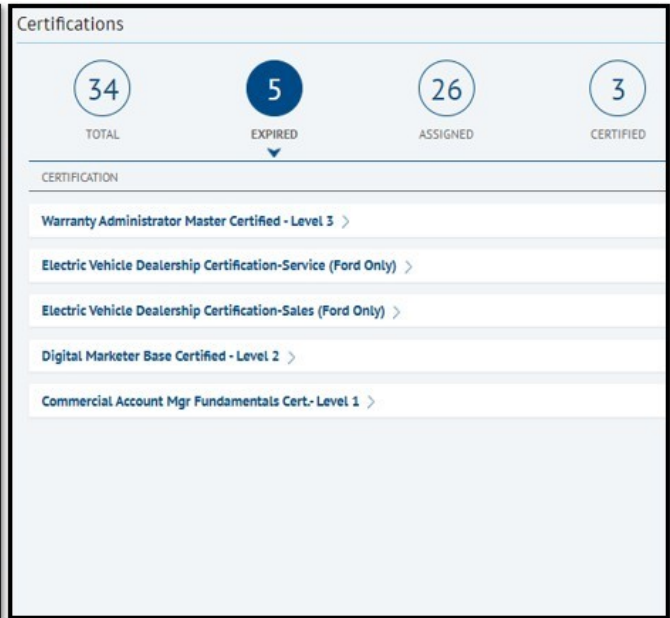 Certifications
34 5 26 3
TOTAL EXPIRED ASSIGNED CERTIFIED
CERTIFICATION
Warranty Administrator Master Certified - Level 3 >
Electric Vehicle Dealership Certification-Service (Ford Only) >
Electric Vehicle Dealership Certification-Sales (Ford Only) >
Digital Marketer Base Certified - Level 2 >
Commercial Account Mgr Fundamentals Cert.- Level 1 >